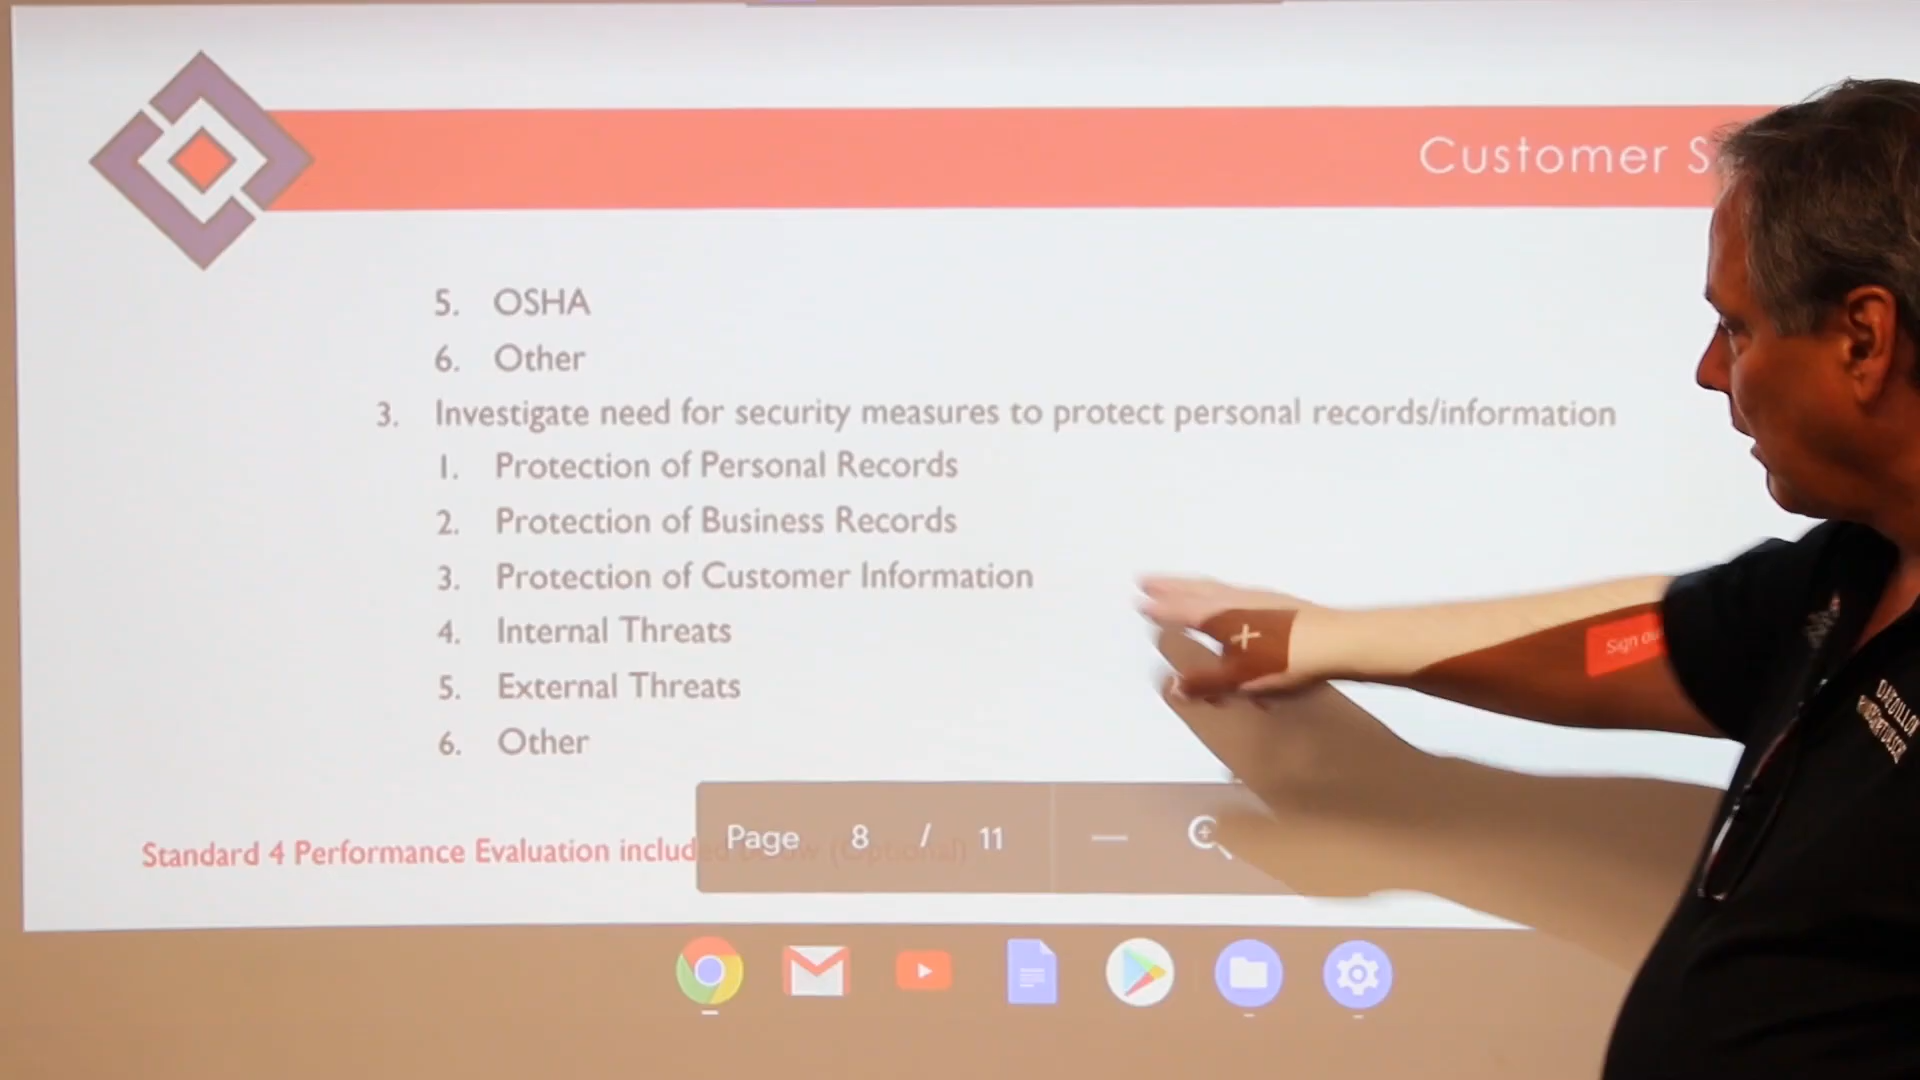 Customer
5. OSHA
6. Other
3. Investigate need for security measures to protect personal records/information
1. Protection of Personal Records
2. Protection of Business Records
3. Protection of Customer Information
4. Internal Threats
5. External Threats
6. Other
Sign
Standard 4 Performance Evaluation included below (Optional)
Page 8 / 11